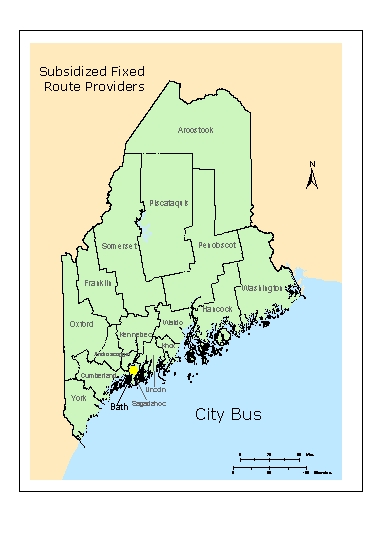 Subsidized Fixed
Route Providers
Aroostook
N
Piscataquis
Somerset
Penobscot
Franklin
Washington
Hancock
Oxford
Waldo
Kennebec
Knox
Androscoggin
Cumberland
Lincoln
York
Bath
Sagadahoc
City Bus